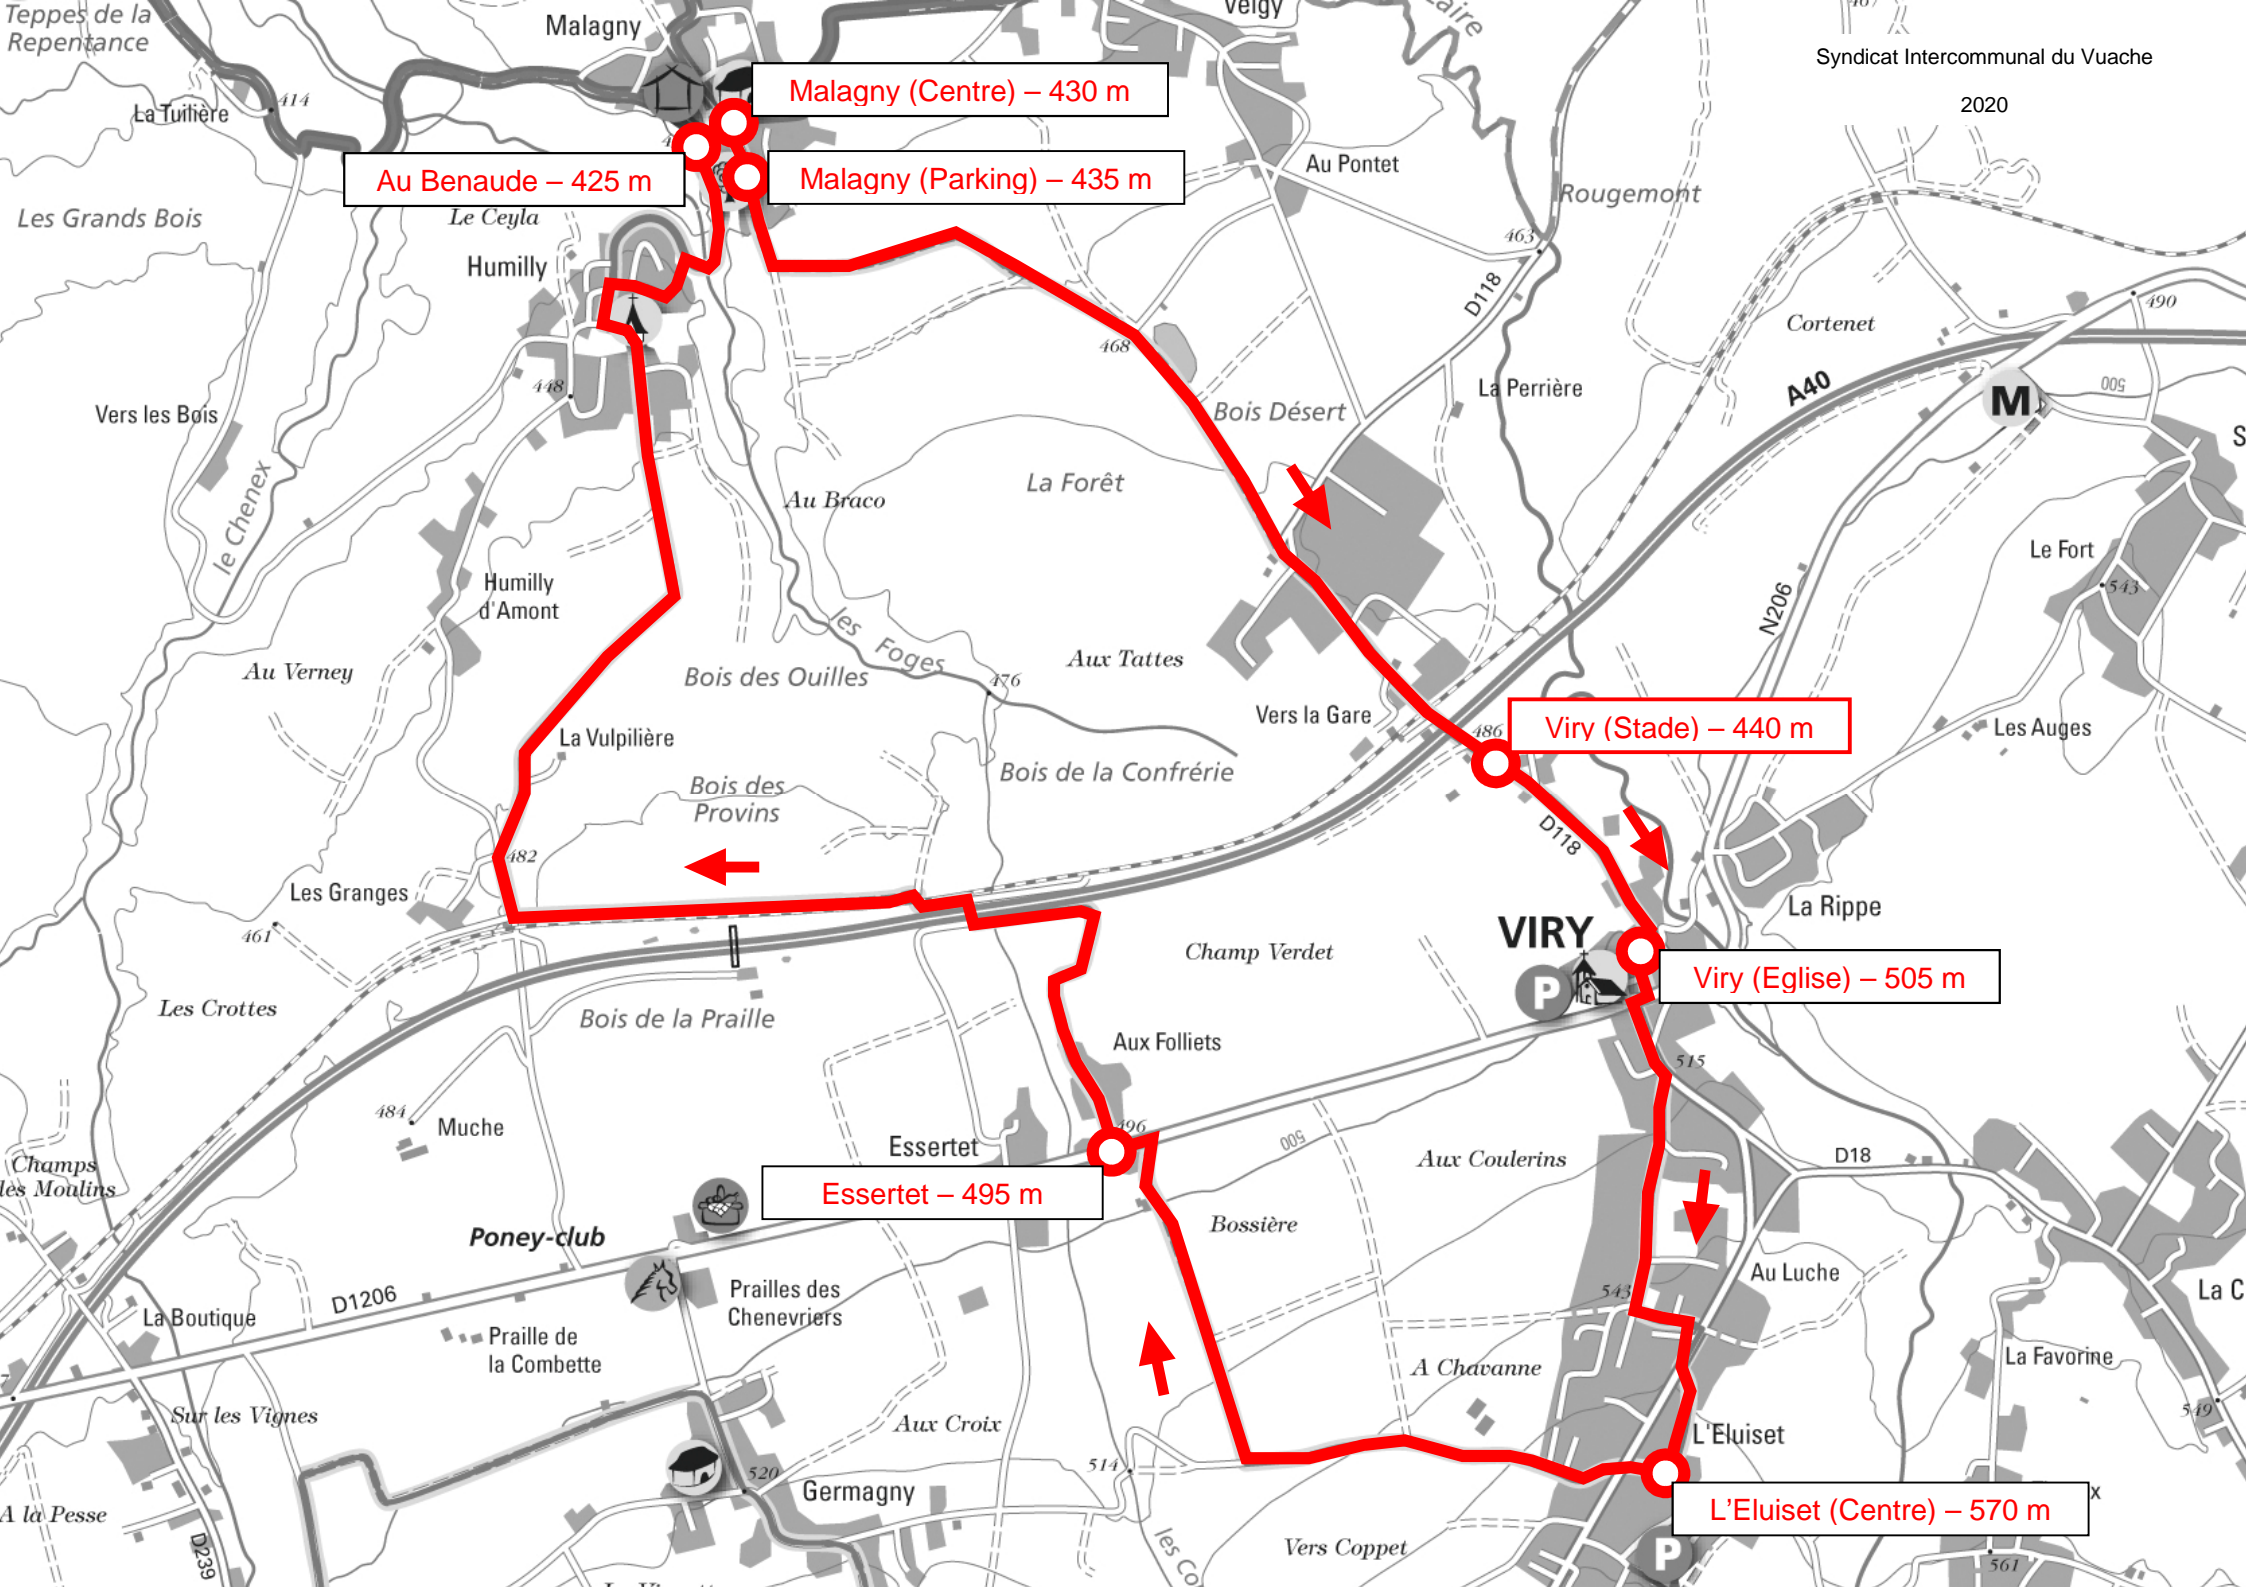 Teppes de la
Repentance
Malagny
Veigy
Laire
467
Syndicat Intercommunal du Vuache
2020
La Tuilière
414
Malagny (Centre) – 430 m
Au Benaude – 425 m
Malagny (Parking) – 435 m
Au Pontet
Rougemont
Les Grands Bois
Le Ceyla
Humilly
463
D118
490
Cortenet
468
448
La Perrière
A40
500
M
Vers les Bois
Bois Désert
S
le Chenex
La Forêt
Au Braco
Le Fort
543
Humilly
d'Amont
N206
les Foges
Au Verney
Bois des Ouilles
476
Aux Tattes
Vers la Gare
486
Viry (Stade) – 440 m
Les Auges
La Vulpilière
Bois des
Provins
Bois de la Confrérie
D118
482
Les Granges
461
La Rippe
VIRY
Champ Verdet
P
Viry (Eglise) – 505 m
Les Crottes
Bois de la Praille
Aux Folliets
515
484
Muche
496
Essertet
500
Aux Coulerins
D18
Champs
les Moulins
Essertet – 495 m
Bossière
Poney-club
Au Luche
D1206
Prailles des
Chenevriers
543
La C
La Boutique
Praille de
la Combette
La Favorine
A Chavanne
Sur les Vignes
Aux Croix
549
L'Eluiset
514
520
Germagny
x
L’Eluiset (Centre) – 570 m
A la Pesse
D239
les Co
Vers Coppet
P
561